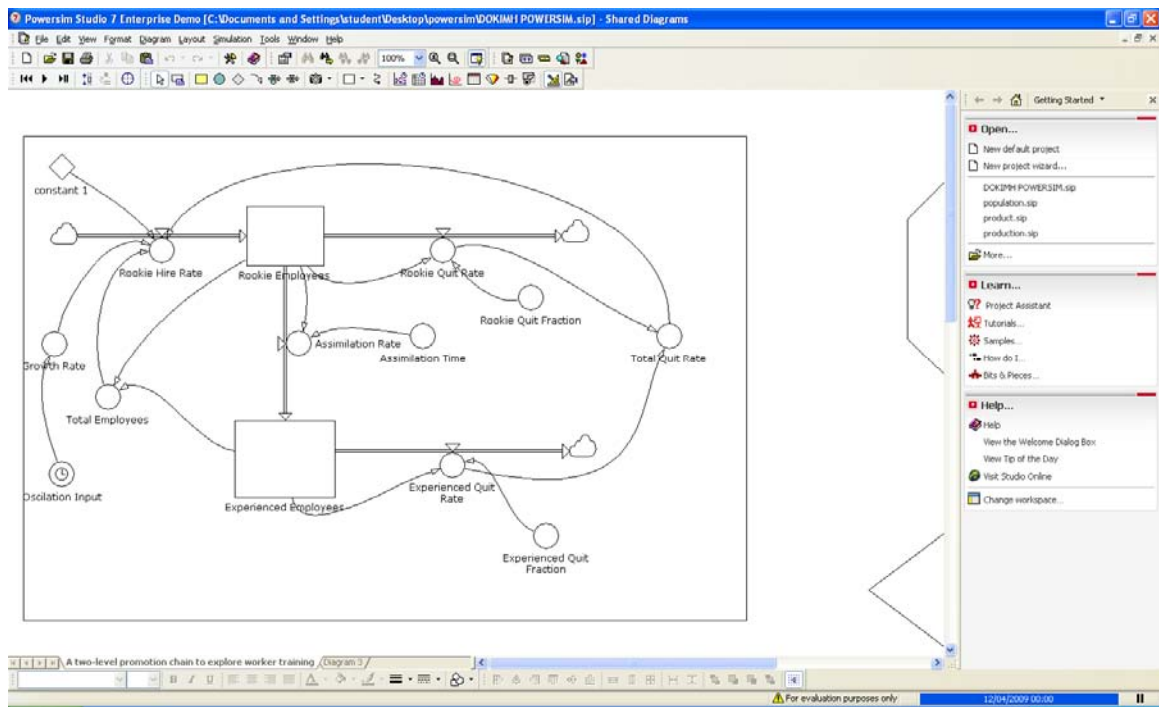 Powersim Studio 7 Enterprise Demo [C:\Documents and Settings\student\Desktop\powersim\DOKIMH POWERSIM.sip] - Shared Diagrams
File Edit View Format Diagram Layout Simulation Tools Window Help
100%
Getting Started
Open...
New default project
New project wizard...
DOKIMH POWERSIM.sip
population.sip
product.sip
production.sip
More...
Learn...
Project Assistant
Tutorials...
Samples...
How do I...
Bits & Pieces...
Help...
Help
View the Welcome Dialog Box
View Tip of the Day
Visit Studio Online
Change workspace...
constant 1
Rookie Hire Rate
Rookie Employees
Rookie Quit Rate
Rookie Quit Fraction
Growth Rate
Assimilation Rate
Assimilation Time
Total Quit Rate
Total Employees
Oscilation Input
Experienced Employees
Experienced Quit
Rate
Experienced Quit
Fraction
A two-level promotion chain to explore worker training
Diagram 3
B I U
For evaluation purposes only
12/04/2009 00:00